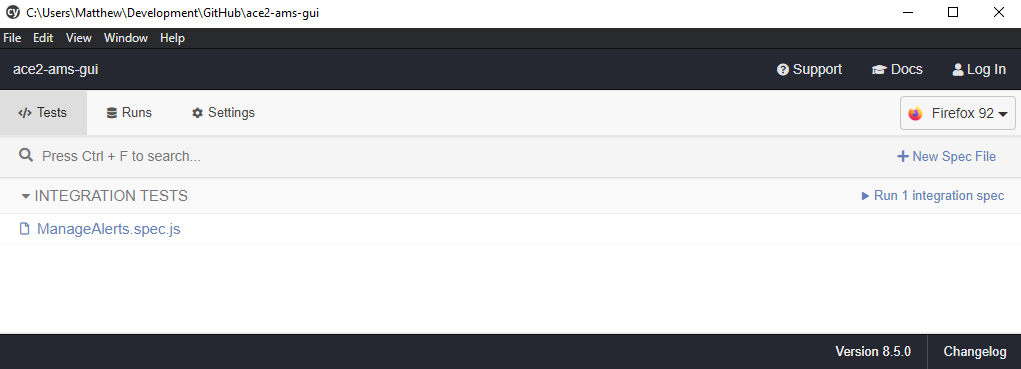 cy C:\Users\Matthew\Development\GitHub\ace2-ams-gui
File Edit View Window Help
ace2-ams-gui Support Docs Log In
Tests Runs Settings Firefox 92
Press Ctrl + F to search... New Spec File
INTEGRATION TESTS Run 1 integration spec
ManageAlerts.spec.js
Version 8.5.0 Changelog